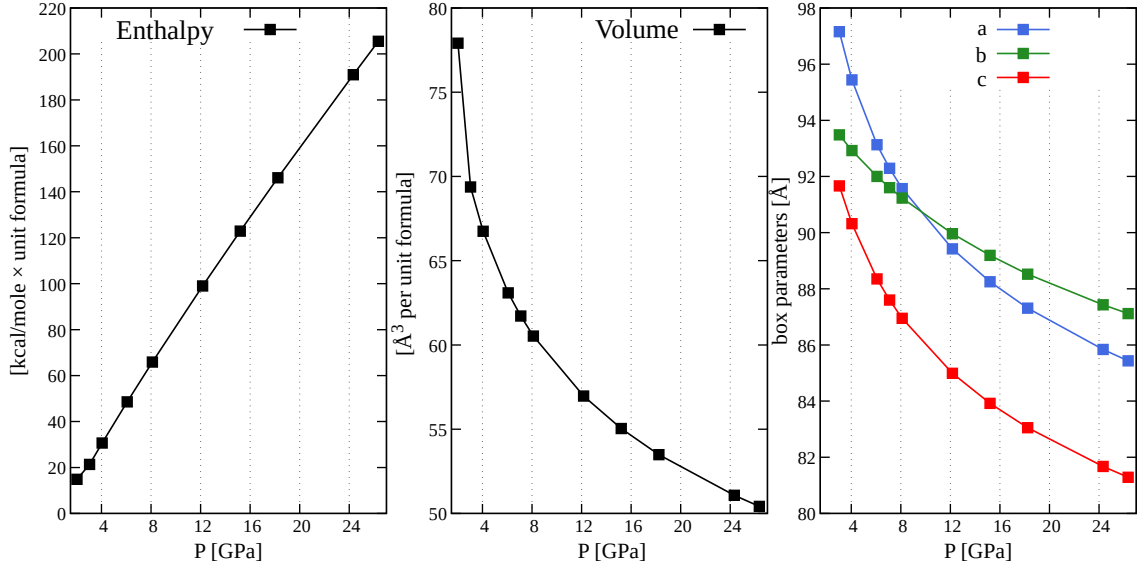 Enthalpy
[kcal/mole × unit formula]
220
200
180
160
140
120
100
80
60
40
20
0
4 8 12 16 20 24
P [GPa]
Volume
[Å³ per unit formula]
80
75
70
65
60
55
50
4 8 12 16 20 24
P [GPa]
a
b
c
box parameters [Å]
98
96
94
92
90
88
86
84
82
80
4 8 12 16 20 24
P [GPa]